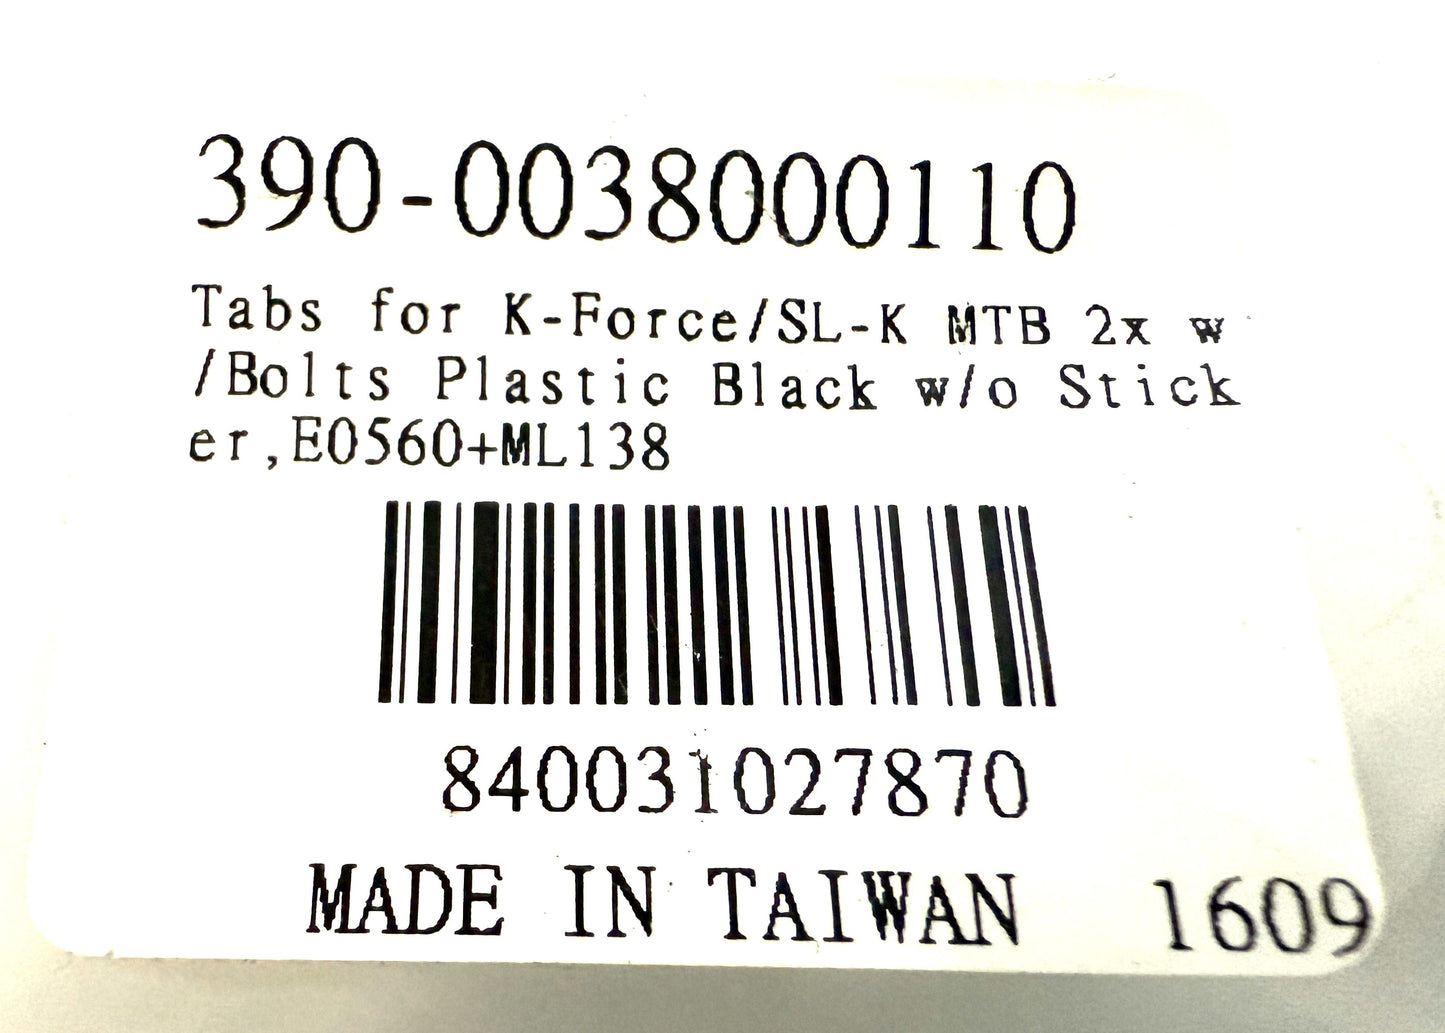 390-0038000110
Tabs for K-Force/SL-K MTB 2x w
/Bolts Plastic Black w/o Stick
er,E0560+ML138
840031027870
MADE IN TAIWAN 1609